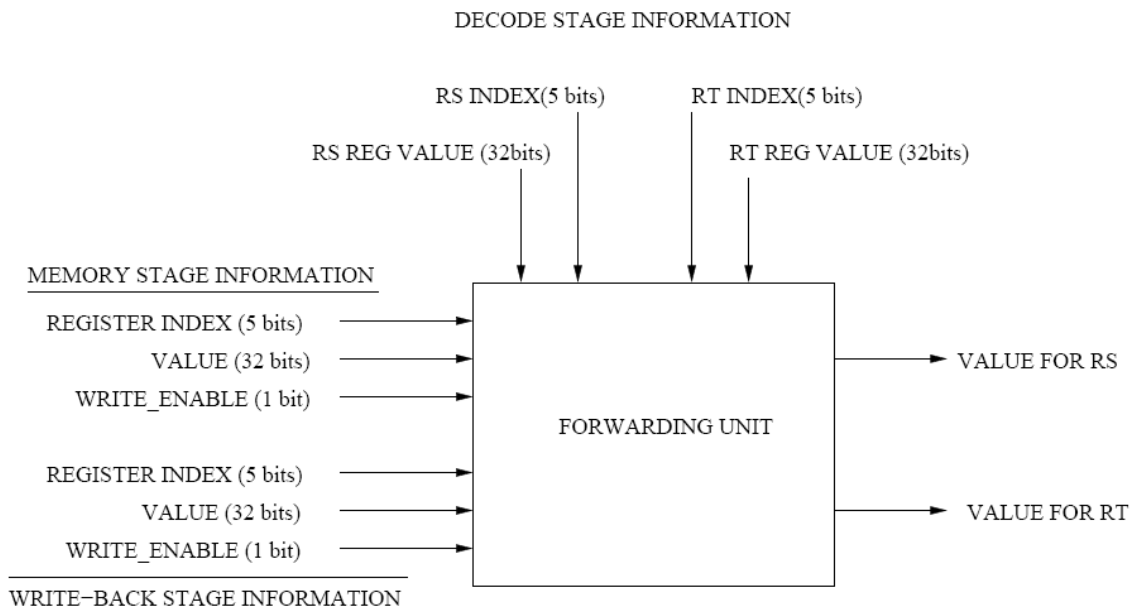 DECODE STAGE INFORMATION
RS INDEX(5 bits)
RT INDEX(5 bits)
RS REG VALUE (32bits)
RT REG VALUE (32bits)
MEMORY STAGE INFORMATION
REGISTER INDEX (5 bits)
VALUE (32 bits)
WRITE_ENABLE (1 bit)
REGISTER INDEX (5 bits)
VALUE (32 bits)
WRITE_ENABLE (1 bit)
WRITE−BACK STAGE INFORMATION
FORWARDING UNIT
VALUE FOR RS
VALUE FOR RT